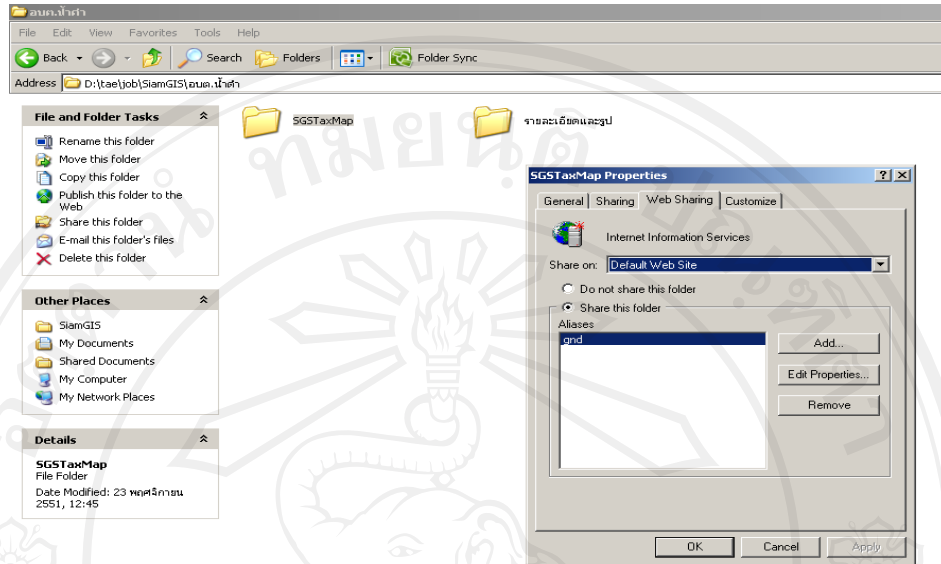 อบต.น้ำคำ
File Edit View Favorites Tools Help
Back Search Folders Folder Sync
Address D:\tae\job\SiamGIS\อบต.น้ำคำ
File and Folder Tasks
Rename this folder
Move this folder
Copy this folder
Publish this folder to the
Web
Share this folder
E-mail this folder's files
Delete this folder
Other Places
SiamGIS
My Documents
Shared Documents
My Computer
My Network Places
Details
SGSTaxMap
File Folder
Date Modified: 23 พฤศจิกายน
2551, 12:45
SGSTaxMap
รายละเอียดและรูป
SGSTaxMap Properties
General Sharing Web Sharing Customize
Internet Information Services
Share on: Default Web Site
Do not share this folder
Share this folder
Aliases
gnd
Add...
Edit Properties...
Remove
OK Cancel Apply